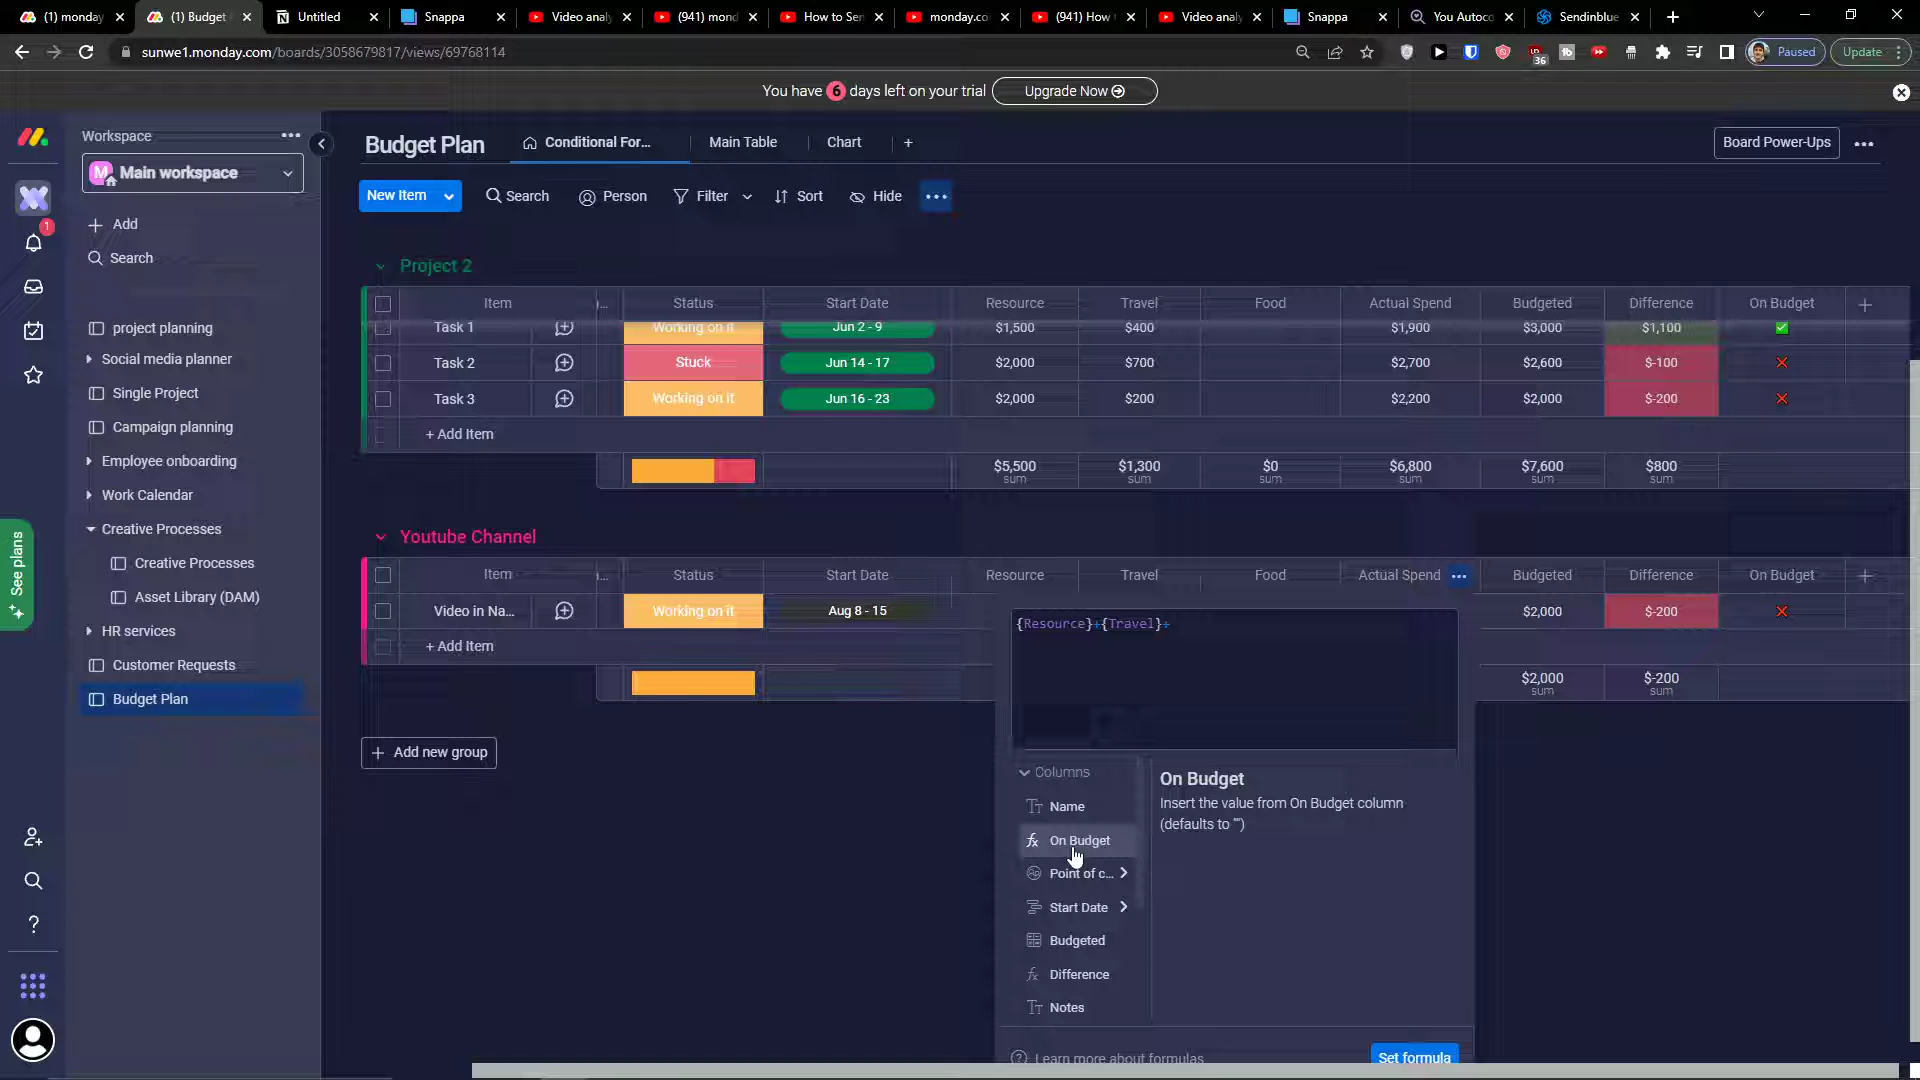 (1) monday
(1) Budget
Untitled
Snappa
Video analy
(941) mond
How to Sen
monday.co
(941) How
Video analy
Snappa
You Autoco
Sendinblue
sunwe1.monday.com/boards/3058679817/views/69768114
36
Paused
Update
You have 6 days left on your trial
Upgrade Now
Workspace
M
Main workspace
Add
Search
1
project planning
Social media planner
Single Project
Campaign planning
Employee onboarding
Work Calendar
Creative Processes
Creative Processes
Asset Library (DAM)
HR services
Customer Requests
Budget Plan
See plans
Budget Plan
Conditional For...
Main Table
Chart
Board Power-Ups
New Item
Search
Person
Filter
Sort
Hide
Project 2
Item ... Status Start Date Resource Travel Food Actual Spend Budgeted Difference On Budget
Task 1 Working on it Jun 2 - 9 $1,500 $400 $1,900 $3,000 $1,100
Task 2 Stuck Jun 14 - 17 $2,000 $700 $2,700 $2,600 $-100
Task 3 Working on it Jun 16 - 23 $2,000 $200 $2,200 $2,000 $-200
+ Add Item
$5,500 $1,300 $0 $6,800 $7,600 $800
sum sum sum sum sum sum
Youtube Channel
Item ... Status Start Date Resource Travel Food Actual Spend Budgeted Difference On Budget
Video in Na... Working on it Aug 8 - 15 $2,000 $-200
+ Add Item
$2,000 $-200
sum sum
Add new group
{Resource}+{Travel}+
Columns
Name
On Budget
Point of c...
Start Date
Budgeted
Difference
Notes
On Budget
Insert the value from On Budget column
(defaults to "")
Learn more about formulas
Set formula